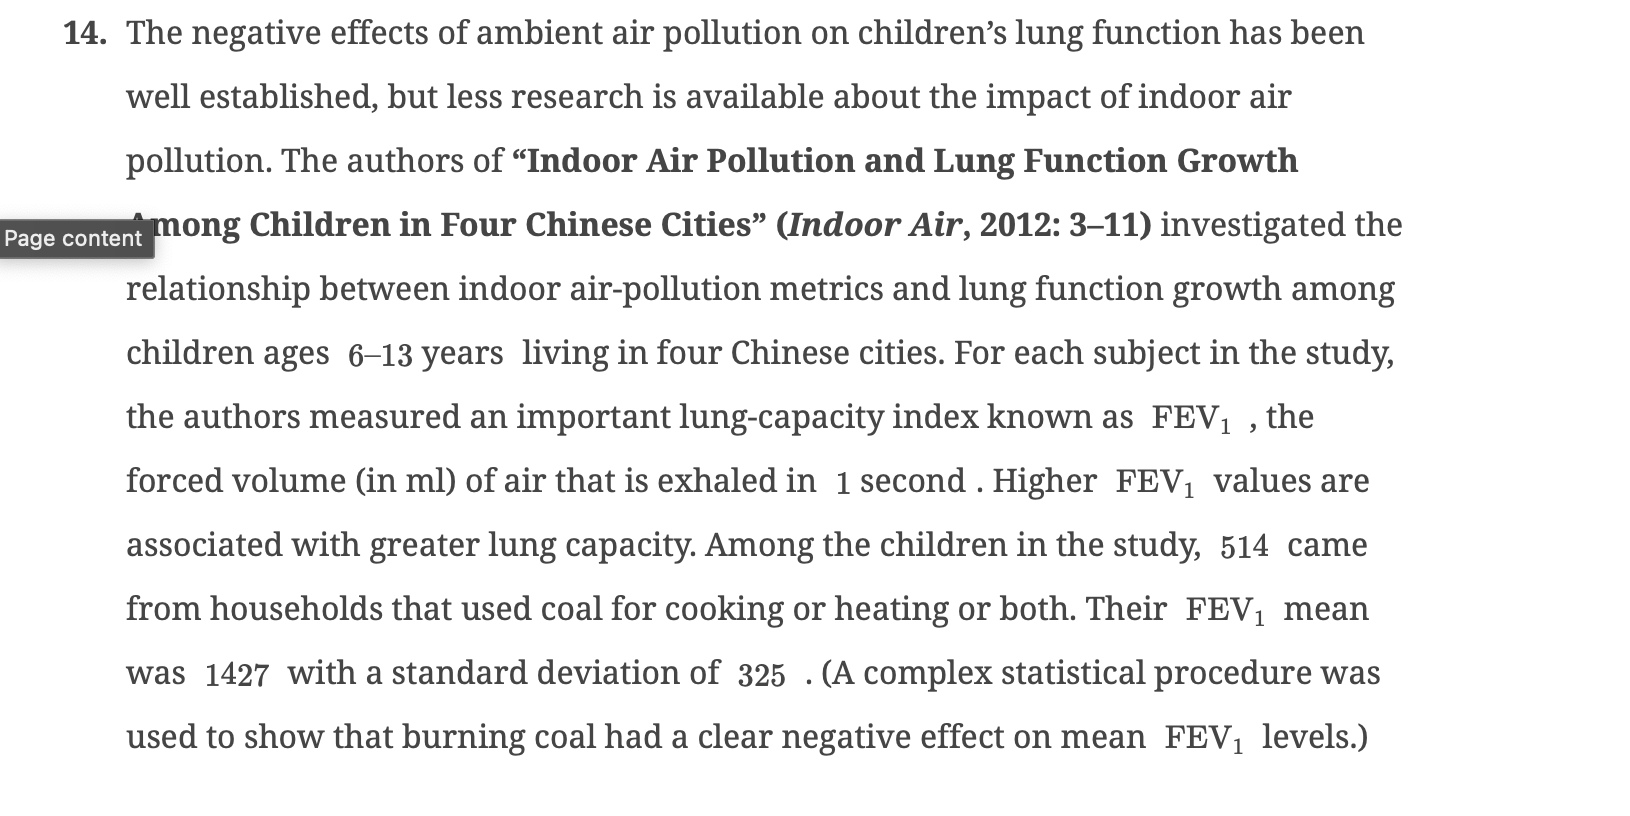 14. The negative effects of ambient air pollution on children’s lung function has been
well established, but less research is available about the impact of indoor air
pollution. The authors of “Indoor Air Pollution and Lung Function Growth
Among Children in Four Chinese Cities” (Indoor Air, 2012: 3–11) investigated the
Page content
relationship between indoor air-pollution metrics and lung function growth among
children ages 6–13 years living in four Chinese cities. For each subject in the study,
the authors measured an important lung-capacity index known as FEV₁ , the
forced volume (in ml) of air that is exhaled in 1 second . Higher FEV₁ values are
associated with greater lung capacity. Among the children in the study, 514 came
from households that used coal for cooking or heating or both. Their FEV₁ mean
was 1427 with a standard deviation of 325 . (A complex statistical procedure was
used to show that burning coal had a clear negative effect on mean FEV₁ levels.)